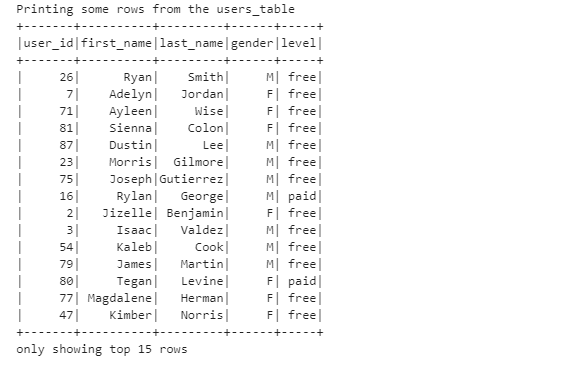 Printing some rows from the users_table
+-------+----------+---------+------+-----+
|user_id|first_name|last_name|gender|level|
+-------+----------+---------+------+-----+
|     26|      Ryan|    Smith|     M| free|
|      7|    Adelyn|   Jordan|     F| free|
|     71|    Ayleen|     Wise|     F| free|
|     81|    Sienna|    Colon|     F| free|
|     87|    Dustin|      Lee|     M| free|
|     23|    Morris|  Gilmore|     M| free|
|     75|    Joseph|Gutierrez|     M| free|
|     16|     Rylan|   George|     M| paid|
|      2|   Jizelle| Benjamin|     F| free|
|      3|     Isaac|   Valdez|     M| free|
|     54|     Kaleb|     Cook|     M| free|
|     79|     James|   Martin|     M| free|
|     80|     Tegan|   Levine|     F| paid|
|     77| Magdalene|   Herman|     F| free|
|     47|    Kimber|   Norris|     F| free|
+-------+----------+---------+------+-----+
only showing top 15 rows